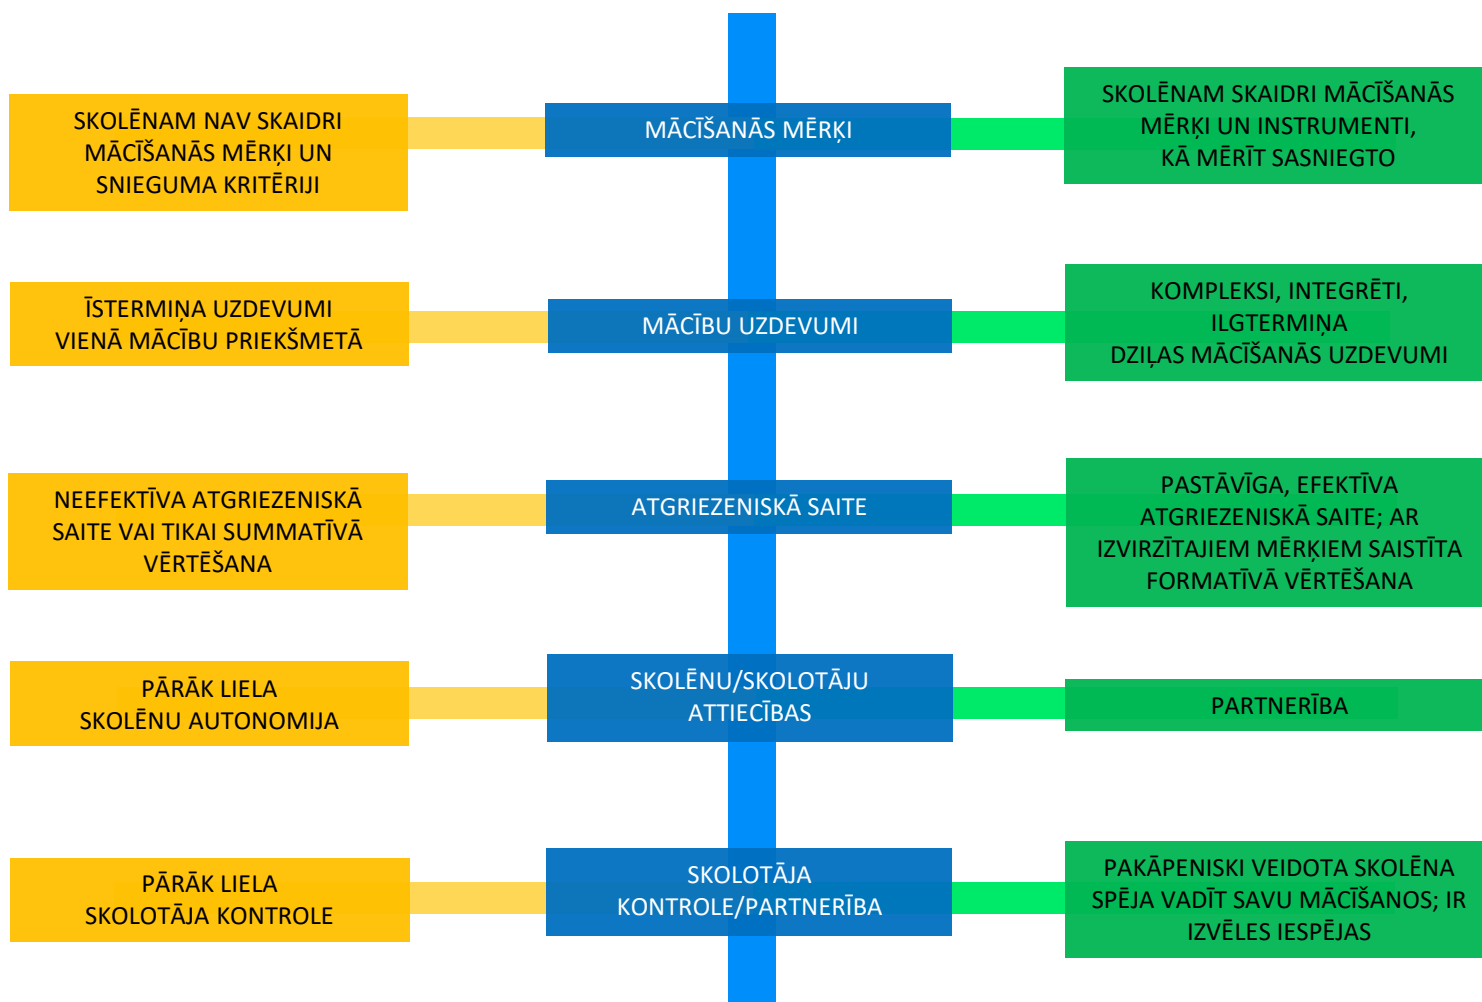 SKOLĒNAM NAV SKAIDRI
MĀCĪŠANĀS MĒRĶI UN
SNIEGUMA KRITĒRIJI
MĀCĪŠANĀS MĒRĶI
SKOLĒNAM SKAIDRI MĀCĪŠANĀS
MĒRĶI UN INSTRUMENTI,
KĀ MĒRĪT SASNIEGTO
ĪSTERMIŅA UZDEVUMI
VIENĀ MĀCĪBU PRIEKŠMETĀ
MĀCĪBU UZDEVUMI
KOMPLEKSI, INTEGRĒTI,
ILGTERMIŅA
DZIĻAS MĀCĪŠANĀS UZDEVUMI
NEEFEKTĪVA ATGRIEZENISKĀ
SAITE VAI TIKAI SUMMATĪVĀ
VĒRTĒŠANA
ATGRIEZENISKĀ SAITE
PASTĀVĪGA, EFEKTĪVA
ATGRIEZENISKĀ SAITE; AR
IZVIRZĪTAJIEM MĒRĶIEM SAISTĪTA
FORMATĪVĀ VĒRTĒŠANA
PĀRĀK LIELA
SKOLĒNU AUTONOMIJA
SKOLĒNU/SKOLOTĀJU
ATTIECĪBAS
PARTNERĪBA
PĀRĀK LIELA
SKOLOTĀJA KONTROLE
SKOLOTĀJA
KONTROLE/PARTNERĪBA
PAKĀPENISKI VEIDOTA SKOLĒNA
SPĒJA VADĪT SAVU MĀCĪŠANOS; IR
IZVĒLES IESPĒJAS